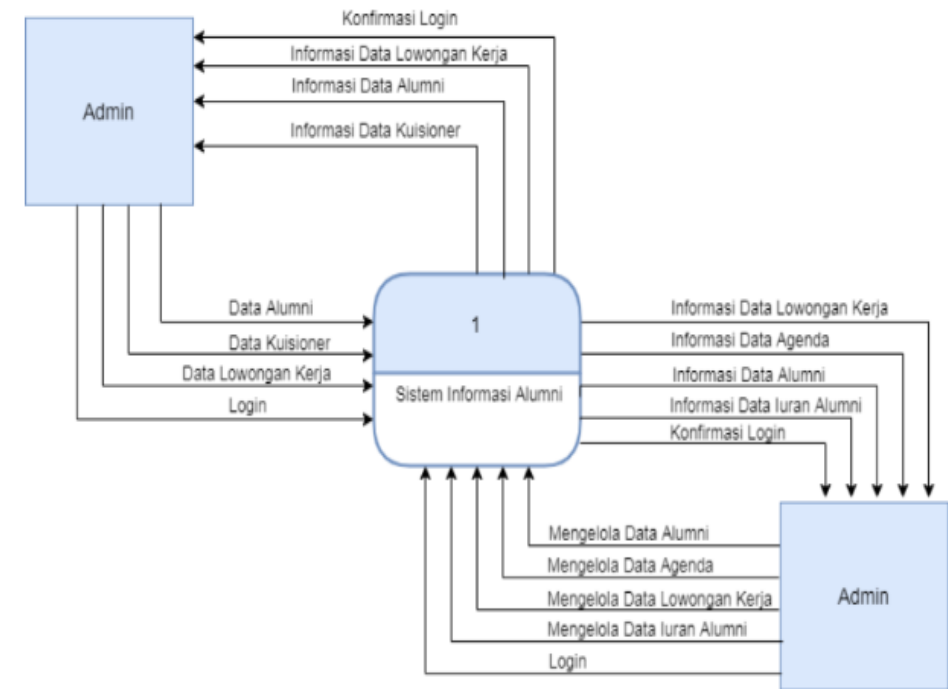 Konfirmasi Login
Informasi Data Lowongan Kerja
Informasi Data Alumni
Informasi Data Kuisioner
Admin
Data Alumni
Data Kuisioner
Data Lowongan Kerja
Login
1
Sistem Informasi Alumni
Informasi Data Lowongan Kerja
Informasi Data Agenda
Informasi Data Alumni
Informasi Data Iuran Alumni
Konfirmasi Login
Mengelola Data Alumni
Mengelola Data Agenda
Mengelola Data Lowongan Kerja
Mengelola Data Iuran Alumni
Login
Admin